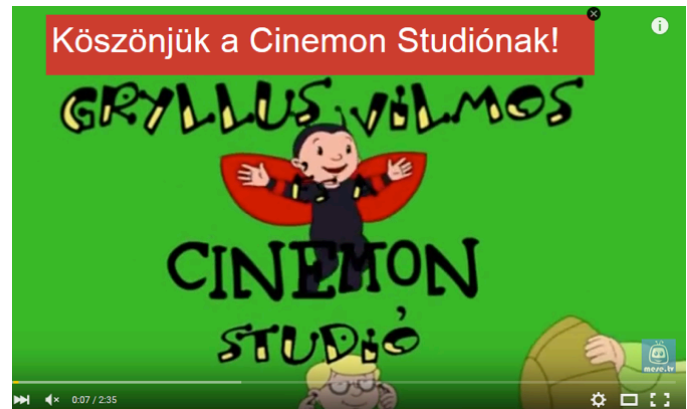 Köszönjük a Cinemon Studiónak!
GRYLLUS VILMOS
CINEMON
STUDIÓ
mese.tv
0:07 / 2:35